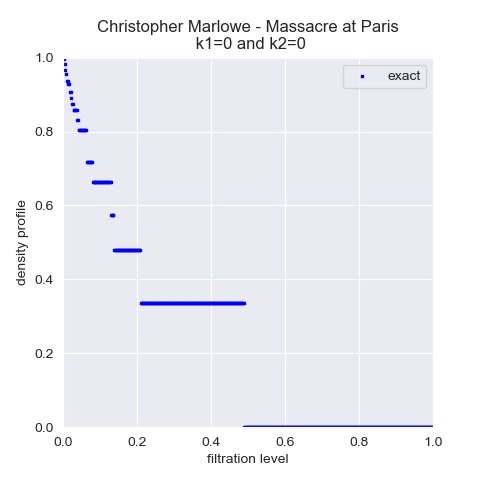 Christopher Marlowe - Massacre at Paris
k1=0 and k2=0
exact
1.0
0.8
0.6
0.4
0.2
0.0
density profile
0.0 0.2 0.4 0.6 0.8 1.0
filtration level